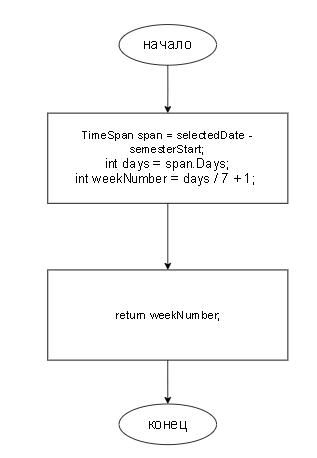 начало
TimeSpan span = selectedDate -
semesterStart;
int days = span.Days;
int weekNumber = days / 7 + 1;
return weekNumber;
конец